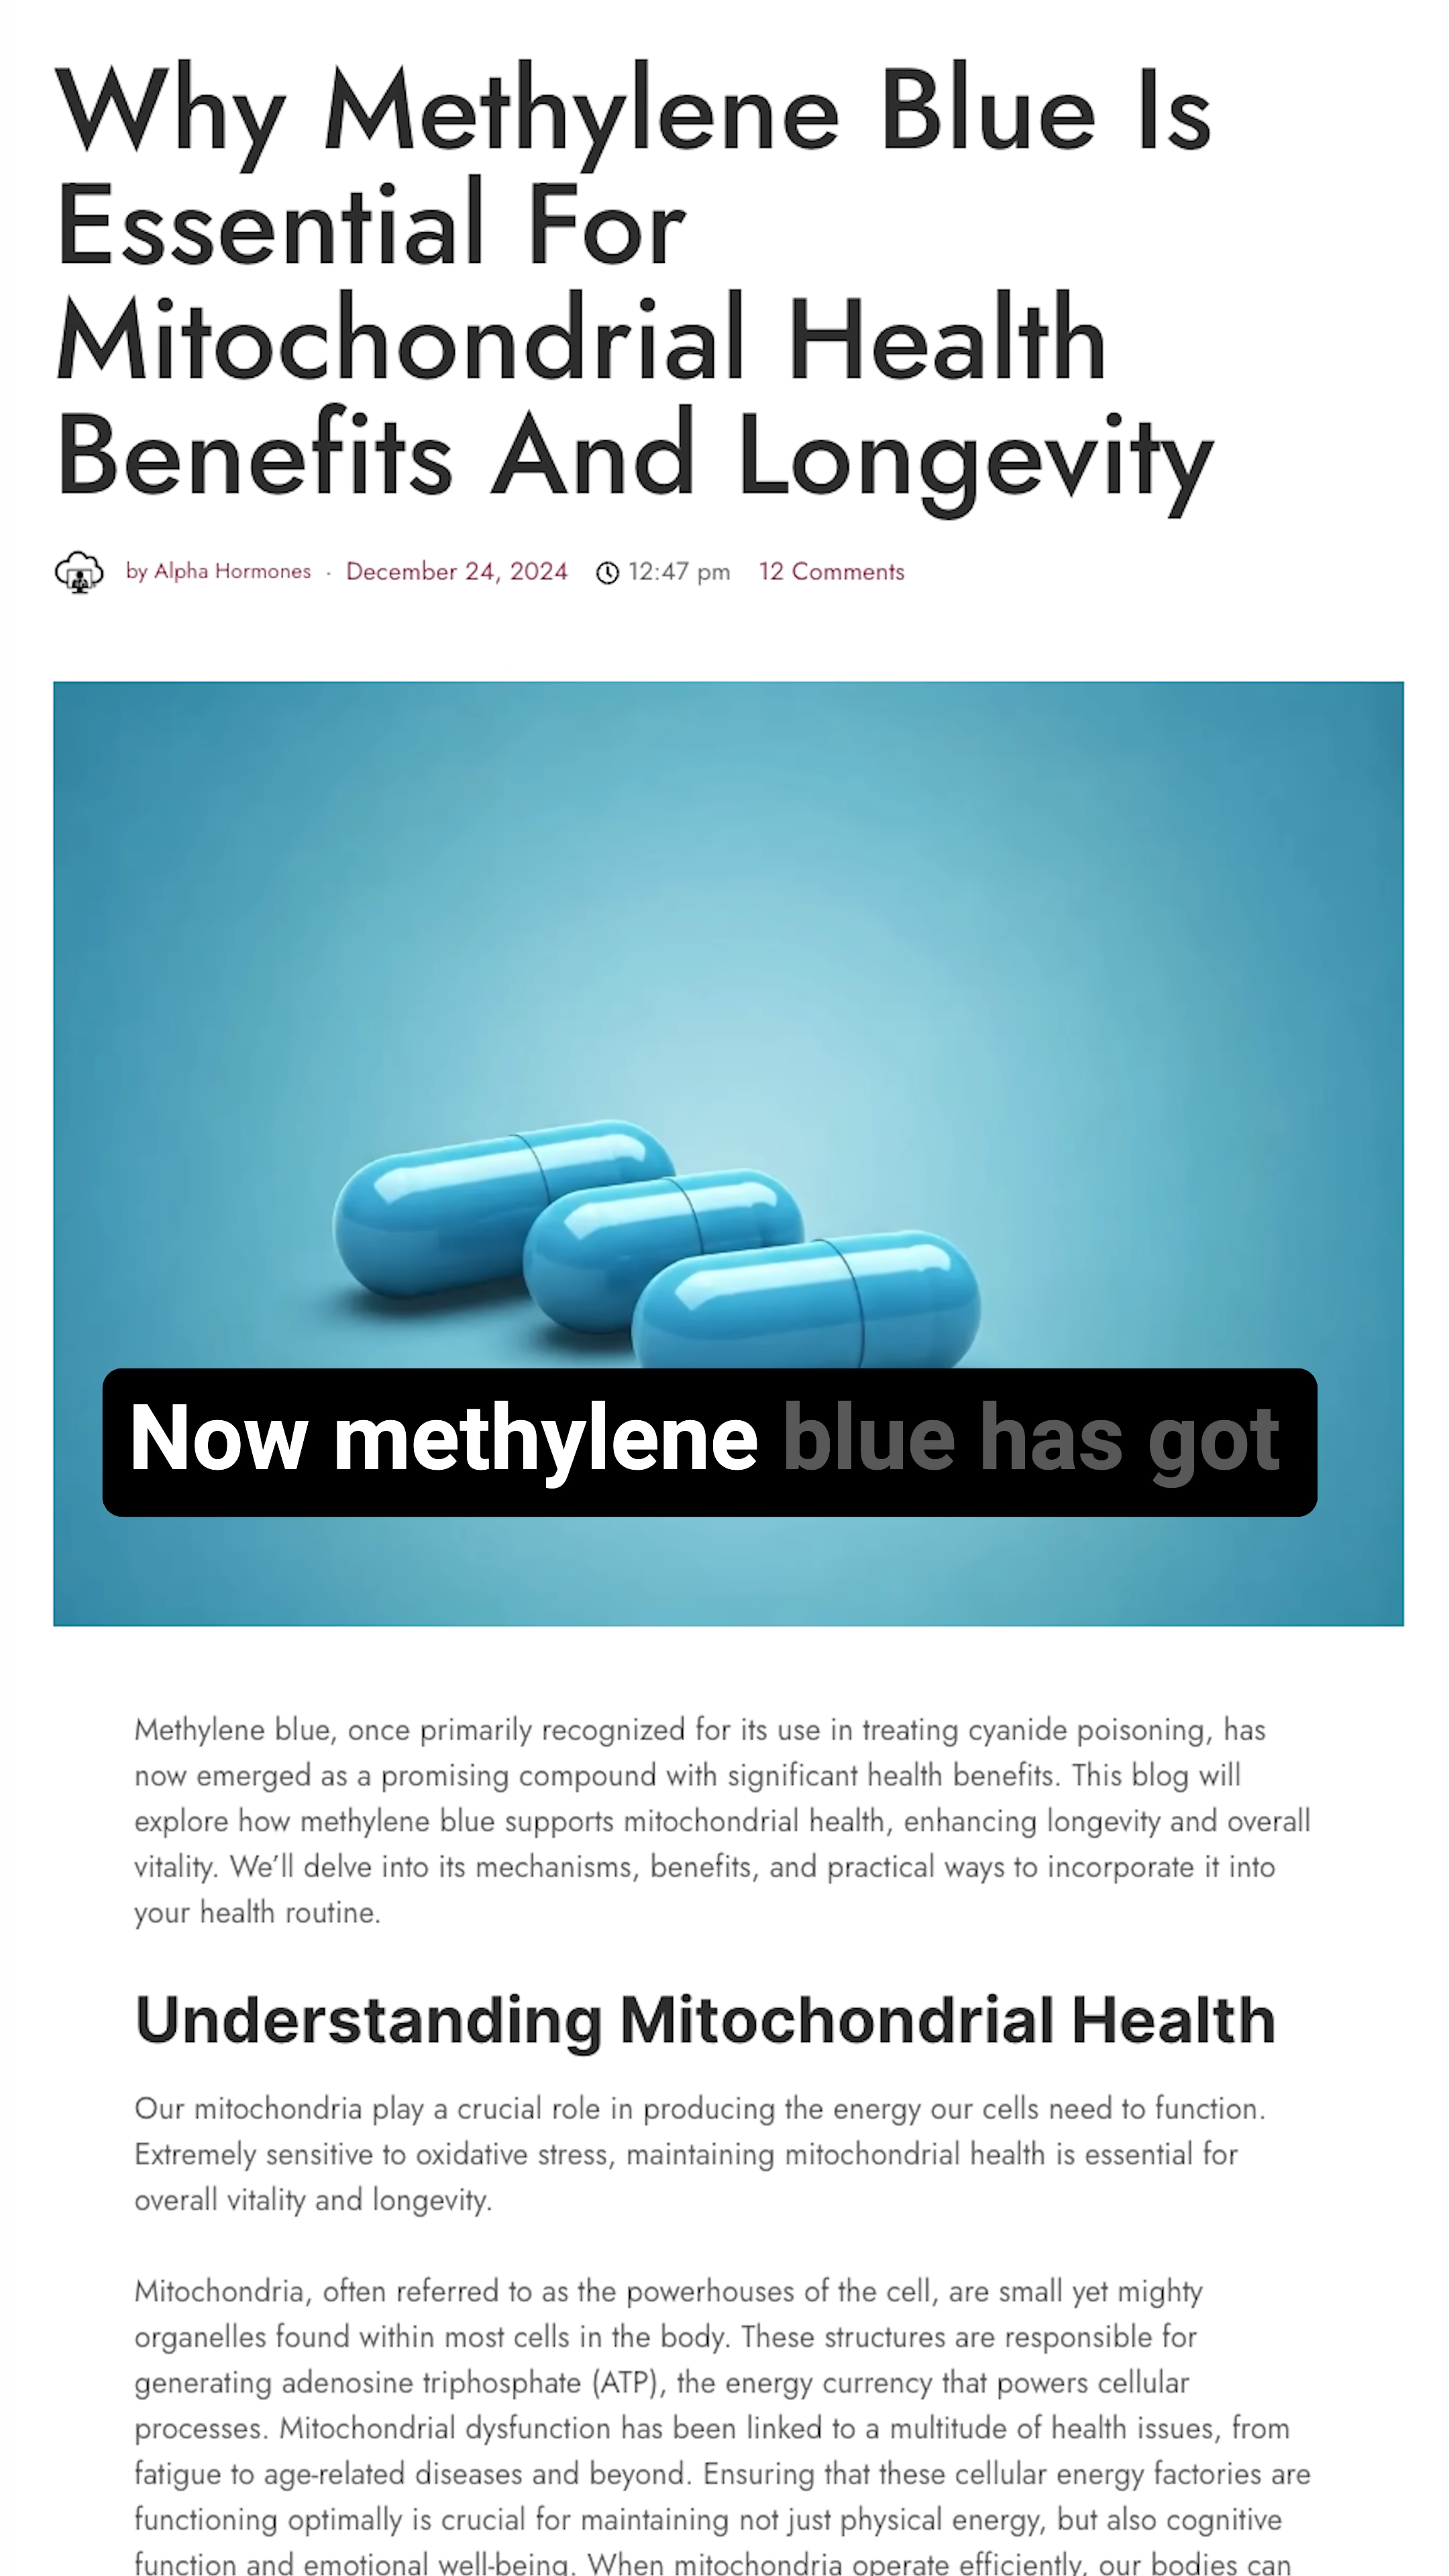 Why Methylene Blue Is
Essential For
Mitochondrial Health
Benefits And Longevity
by Alpha Hormones · December 24, 2024 12:47 pm 12 Comments
Now methylene blue has got
Methylene blue, once primarily recognized for its use in treating cyanide poisoning, has
now emerged as a promising compound with significant health benefits. This blog will
explore how methylene blue supports mitochondrial health, enhancing longevity and overall
vitality. We’ll delve into its mechanisms, benefits, and practical ways to incorporate it into
your health routine.
Understanding Mitochondrial Health
Our mitochondria play a crucial role in producing the energy our cells need to function.
Extremely sensitive to oxidative stress, maintaining mitochondrial health is essential for
overall vitality and longevity.
Mitochondria, often referred to as the powerhouses of the cell, are small yet mighty
organelles found within most cells in the body. These structures are responsible for
generating adenosine triphosphate (ATP), the energy currency that powers cellular
processes. Mitochondrial dysfunction has been linked to a multitude of health issues, from
fatigue to age-related diseases and beyond. Ensuring that these cellular energy factories are
functioning optimally is crucial for maintaining not just physical energy, but also cognitive
function and emotional well-being. When mitochondria operate efficiently, our bodies can